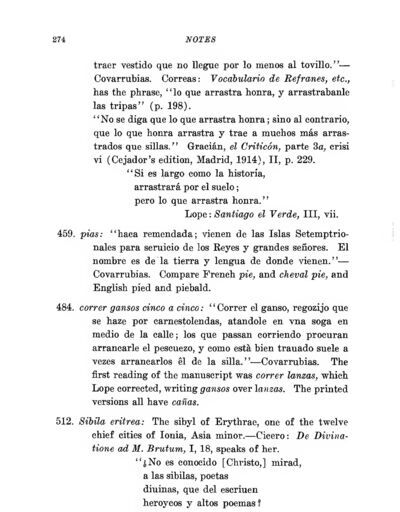 274 NOTES
traer vestido que no llegue por lo menos al tovillo."—
Covarrubias. Correas: Vocabulario de Refranes, etc.,
has the phrase, "lo que arrastra honra, y arrastrabanle
las tripas" (p. 198).
"No se diga que lo que arrastra honra; sino al contrario,
que lo que honra arrastra y trae a muchos más arras-
trados que sillas." Gracián, el Criticón, parte 3a, crisi
vi (Cejador's edition, Madrid, 1914), II, p. 229.
"Si es largo como la historia,
arrastrará por el suelo;
pero lo que arrastra honra."
Lope: Santiago el Verde, III, vii.
459. pias: "haca remendada; vienen de las Islas Setemptrio-
nales para seruicio de los Reyes y grandes señores. El
nombre es de la tierra y lengua de donde vienen."—
Covarrubias. Compare French pie, and cheval pie, and
English pied and piebald.
484. correr gansos cinco a cinco: "Correr el ganso, regozijo que
se haze por carnestolendas, atandole en vna soga en
medio de la calle; los que passan corriendo procuran
arrancarle el pescuezo, y como està bien trauado suele a
vezes arrancarlos êl de la silla."—Covarrubias. The
first reading of the manuscript was correr lanzas, which
Lope corrected, writing gansos over lanzas. The printed
versions all have cañas.
512. Sibila eritrea: The sibyl of Erythrae, one of the twelve
chief cities of Ionia, Asia minor.—Cicero: De Divina-
tione ad M. Brutum, I, 18, speaks of her.
"¿No es conocido [Christo,] mirad,
a las sibilas, poetas
diuinas, que del escriuen
heroycos y altos poemas?